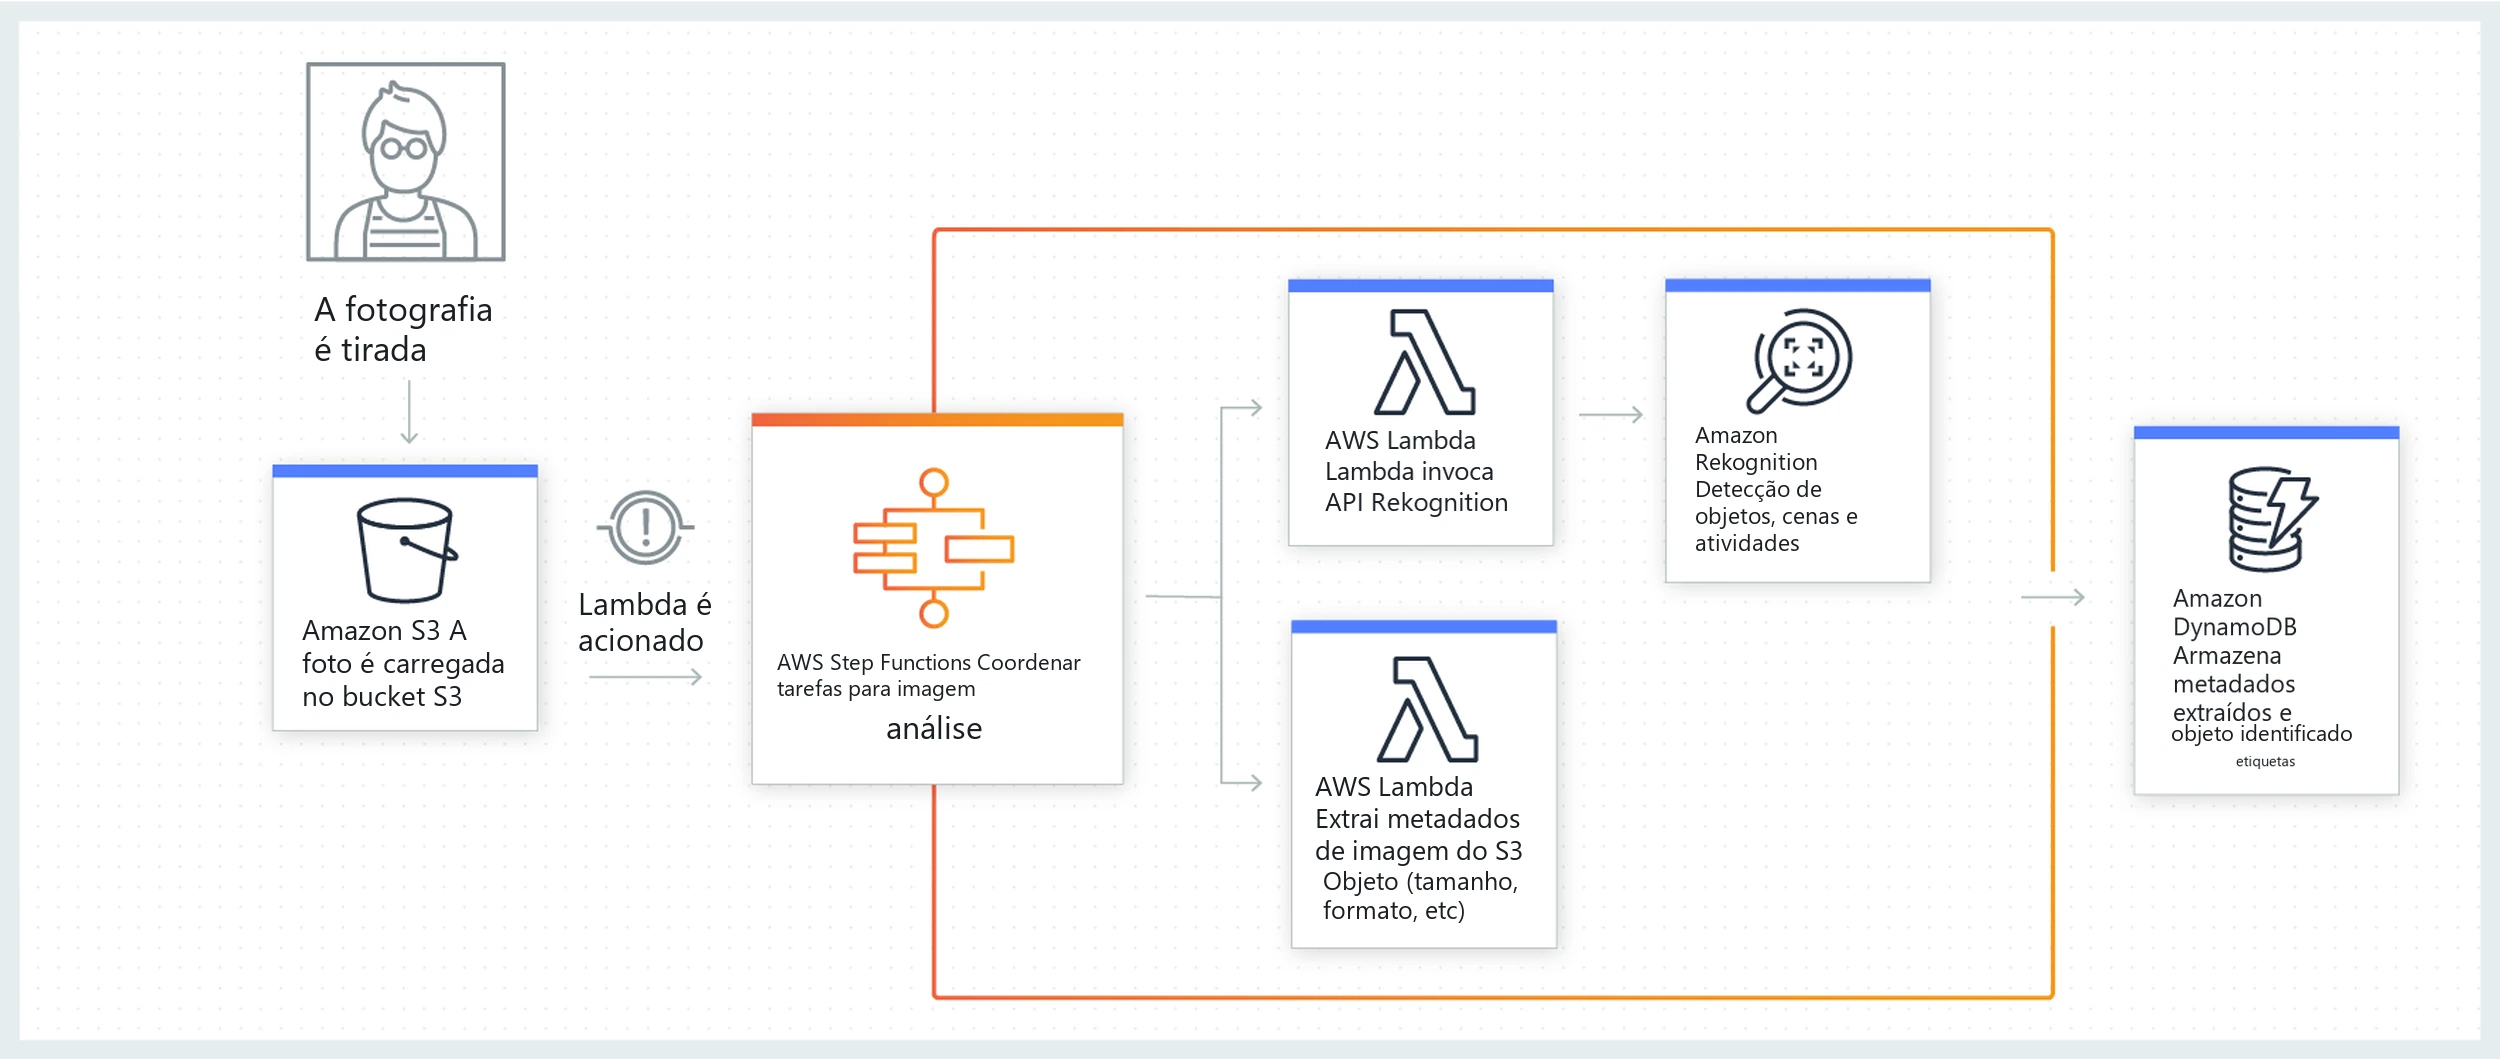 A fotografia
é tirada
Amazon S3 A
foto é carregada
no bucket S3
Lambda é
acionado
AWS Step Functions Coordenar
tarefas para imagem
análise
AWS Lambda
Lambda invoca
API Rekognition
Amazon
Rekognition
Detecção de
objetos, cenas e
atividades
AWS Lambda
Extrai metadados
de imagem do S3
Objeto (tamanho,
formato, etc)
Amazon
DynamoDB
Armazena
metadados
extraídos e
objeto identificado
etiquetas